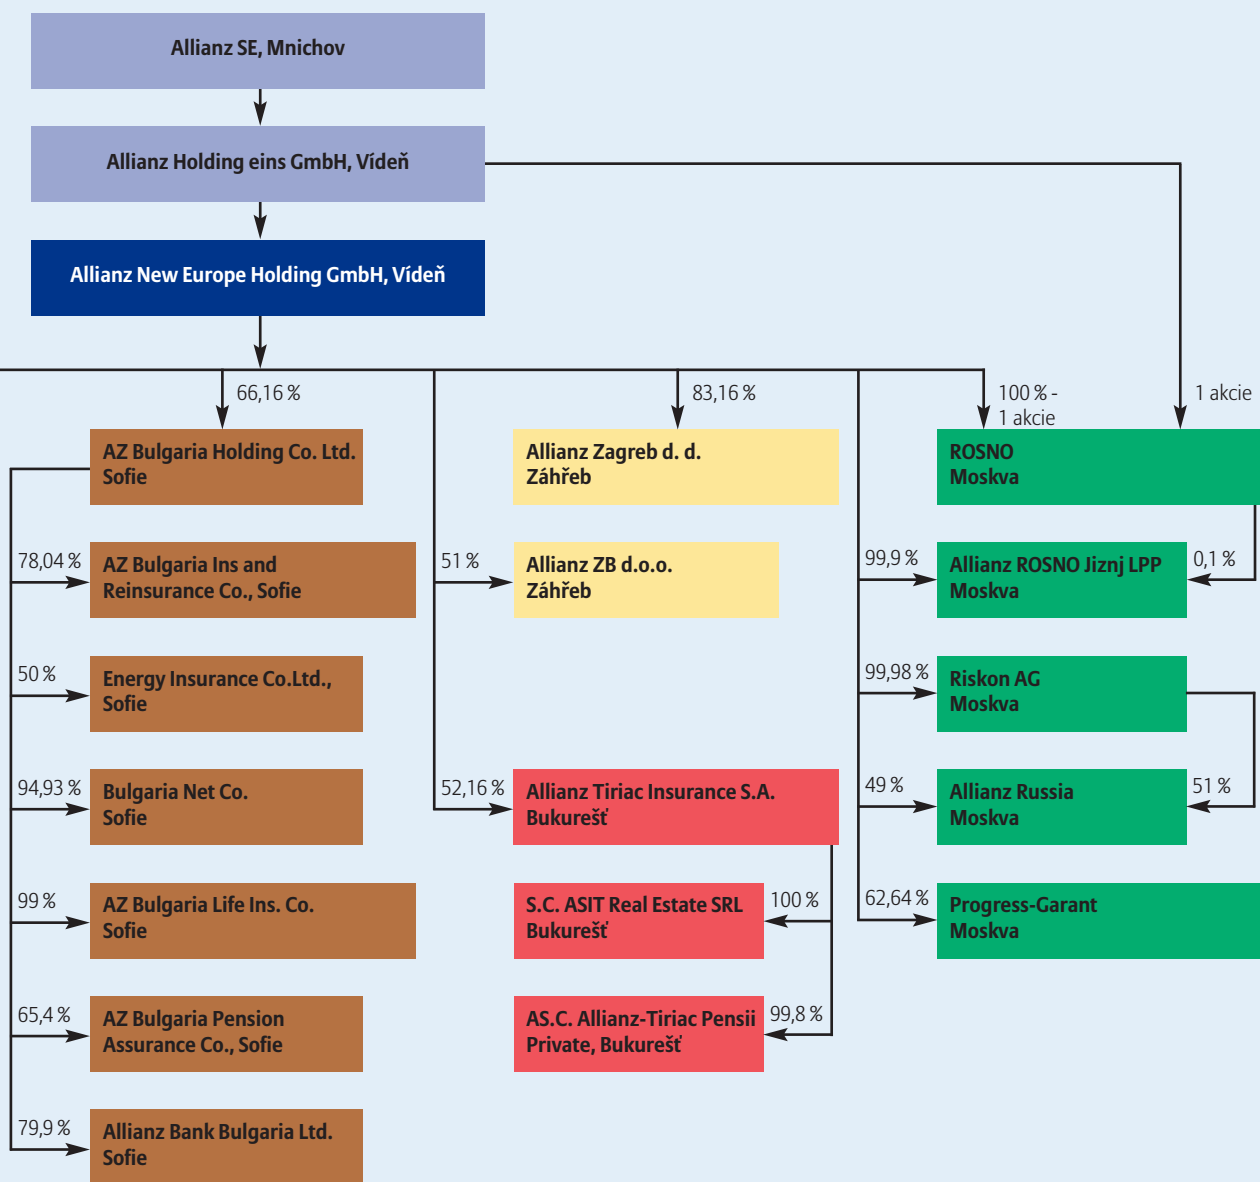 Allianz SE, Mnichov
Allianz Holding eins GmbH, Vídeň
Allianz New Europe Holding GmbH, Vídeň
66,16 %
83,16 %
100 % -
1 akcie
1 akcie
AZ Bulgaria Holding Co. Ltd.
Sofie
Allianz Zagreb d. d.
Záhřeb
ROSNO
Moskva
78,04 %
AZ Bulgaria Ins and
Reinsurance Co., Sofie
51 %
Allianz ZB d.o.o.
Záhřeb
99,9 %
Allianz ROSNO Jiznj LPP
Moskva
0,1 %
50 %
Energy Insurance Co.Ltd.,
Sofie
99,98 %
Riskon AG
Moskva
94,93 %
Bulgaria Net Co.
Sofie
52,16 %
Allianz Tiriac Insurance S.A.
Bukurešť
49 %
Allianz Russia
Moskva
51 %
99 %
AZ Bulgaria Life Ins. Co.
Sofie
S.C. ASIT Real Estate SRL
Bukurešť
100 %
62,64 %
Progress-Garant
Moskva
65,4 %
AZ Bulgaria Pension
Assurance Co., Sofie
AS.C. Allianz-Tiriac Pensii
Private, Bukurešť
99,8 %
79,9 %
Allianz Bank Bulgaria Ltd.
Sofie